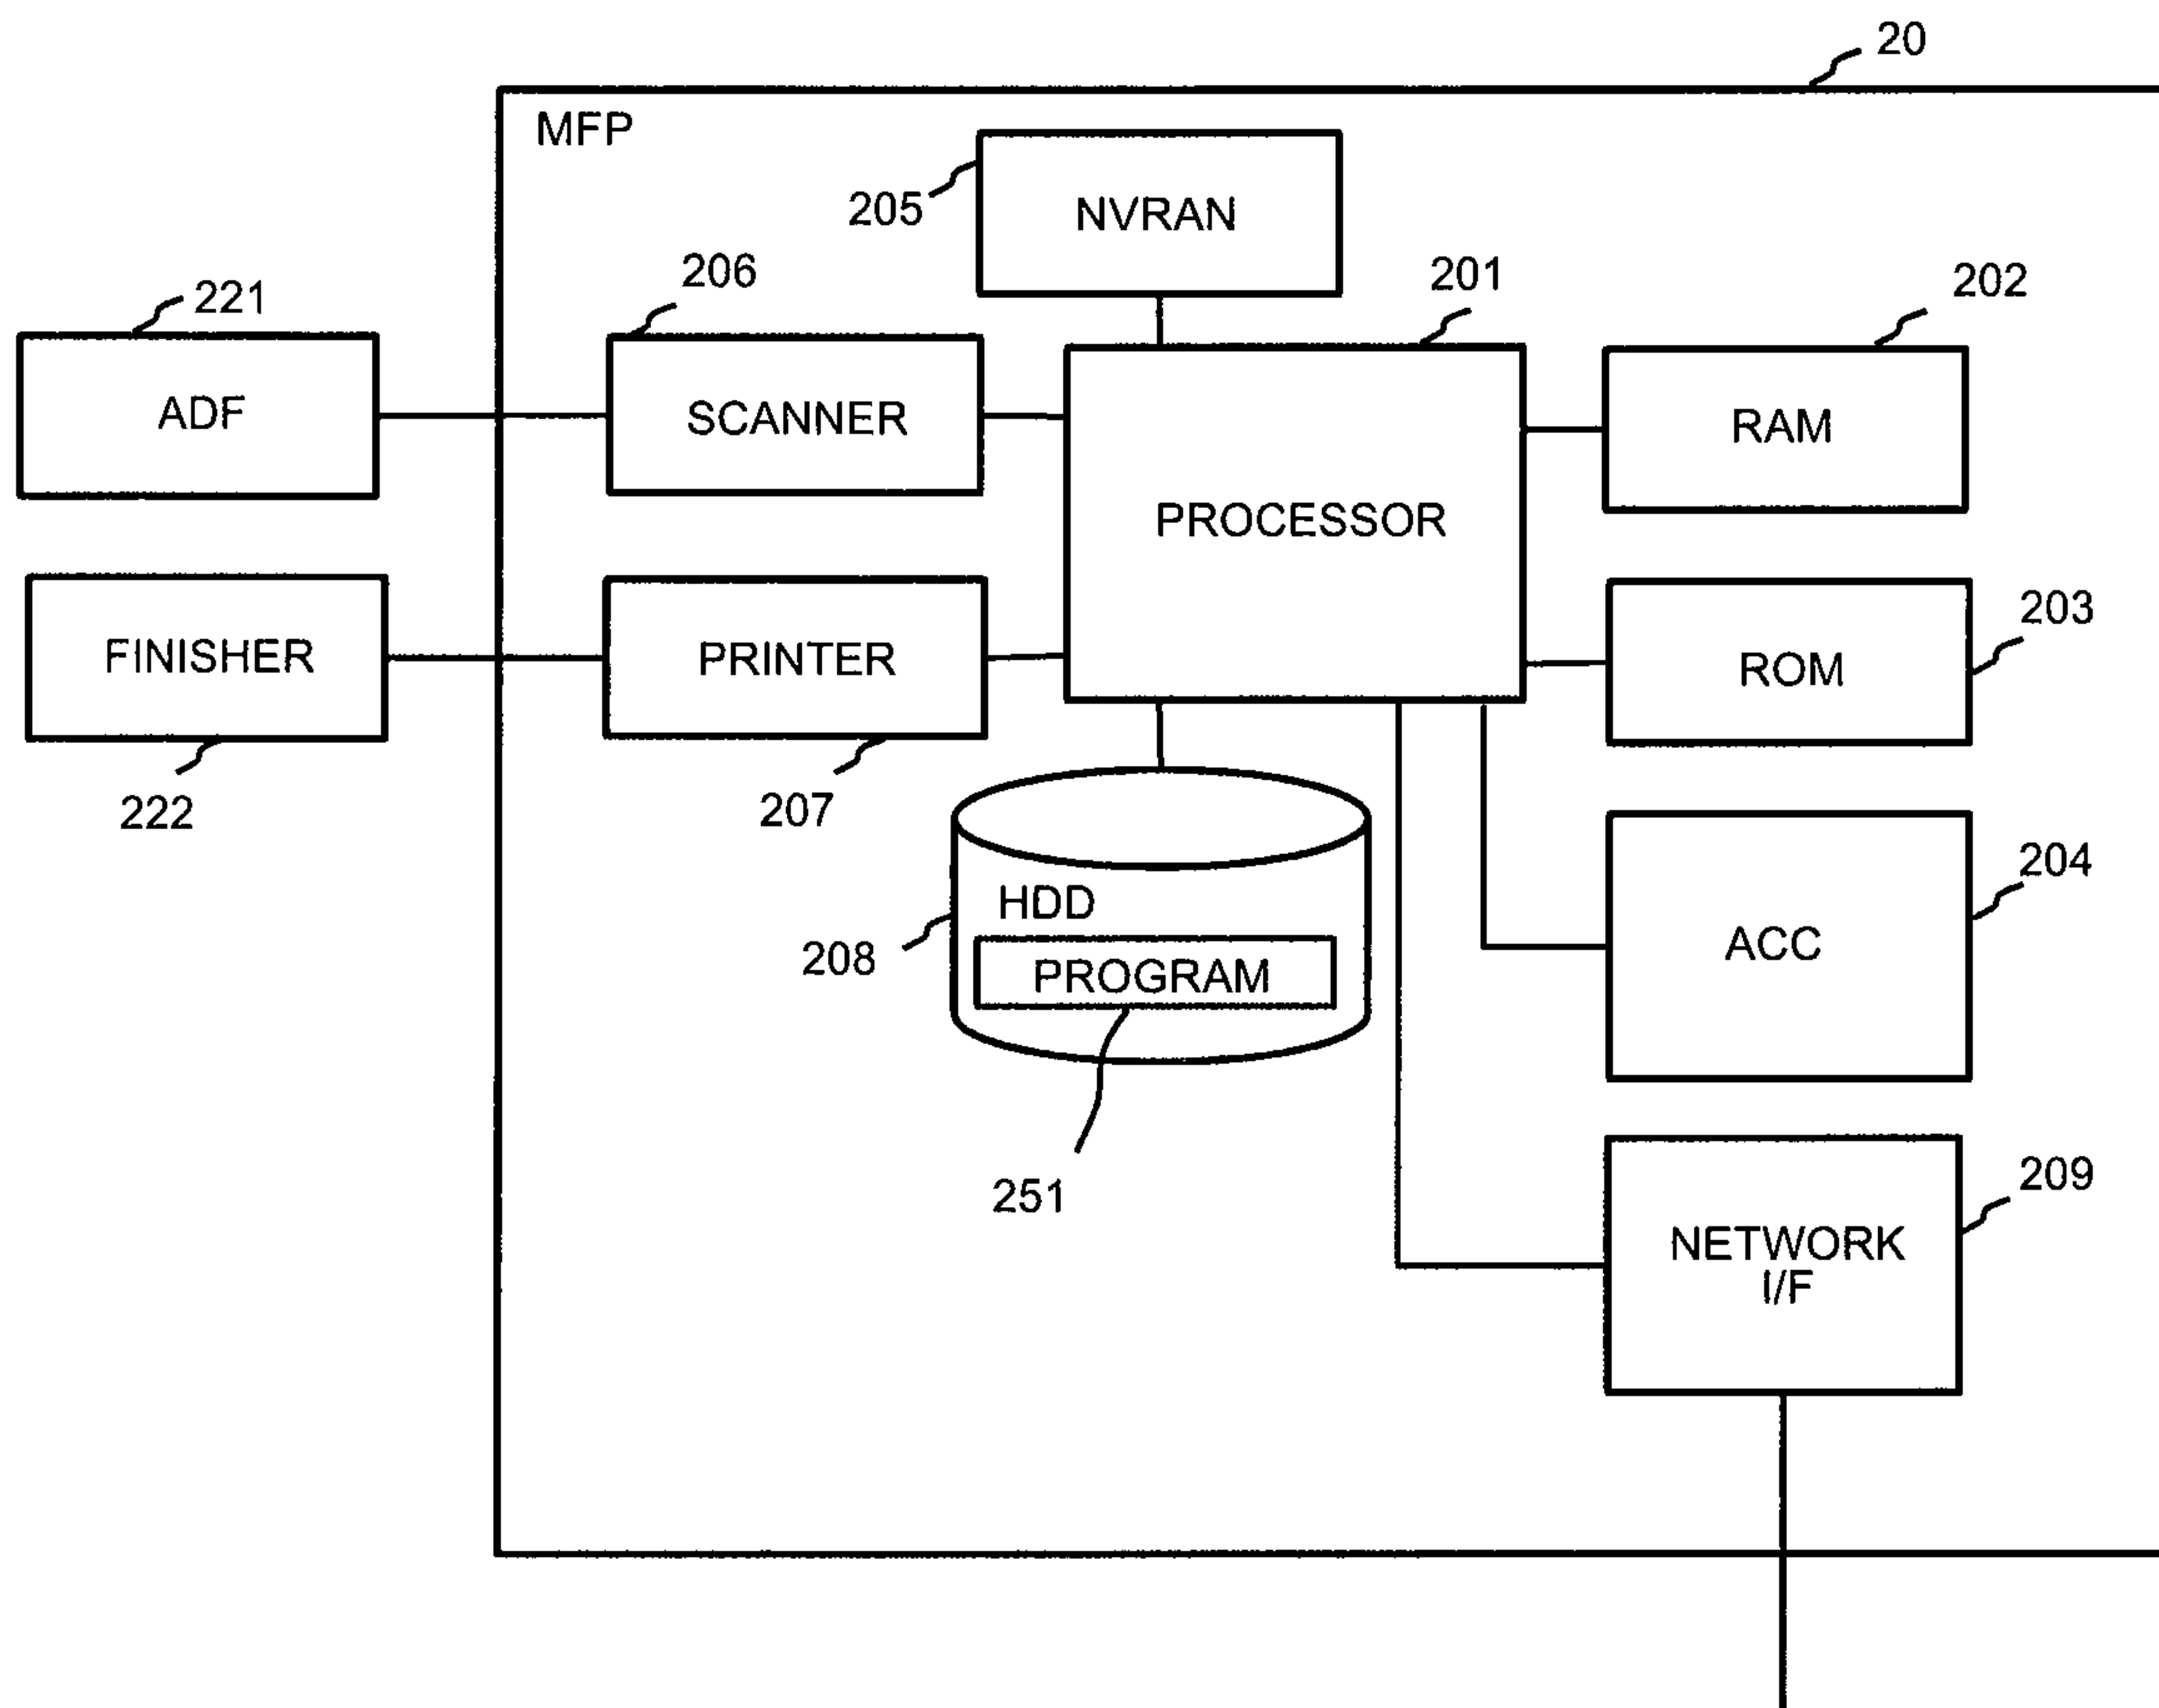 20
MFP
205
NVRAN
221
206
201
202
ADF
SCANNER
PROCESSOR
RAM
FINISHER
PRINTER
203
ROM
222
207
HDD
208
PROGRAM
204
ACC
251
209
NETWORK
I/F